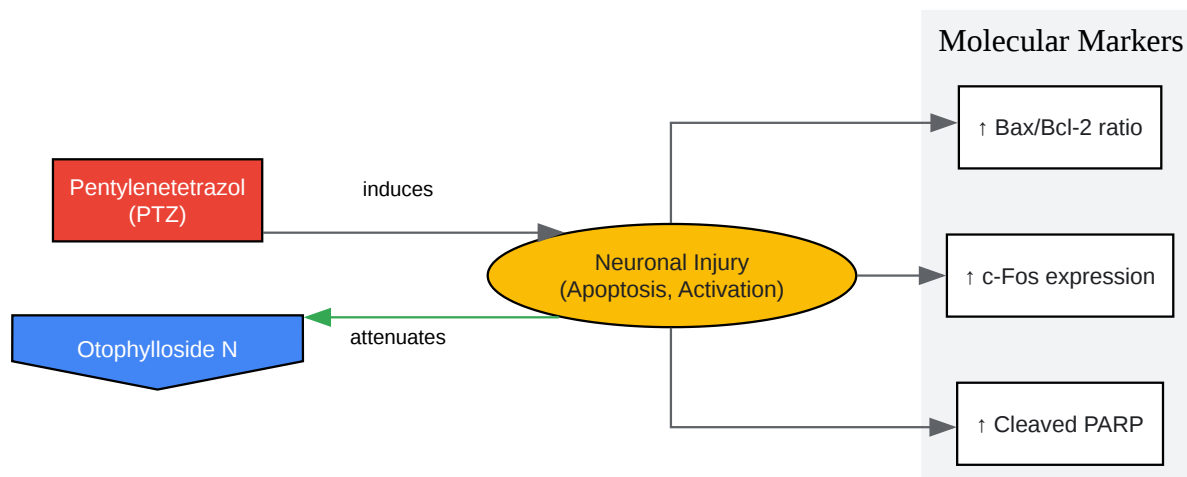 Molecular Markers
↑ Bax/Bcl-2 ratio
Pentylenetetrazol
(PTZ)
induces
Neuronal Injury
(Apoptosis, Activation)
↑ c-Fos expression
attenuates
Otophylloside N
↑ Cleaved PARP